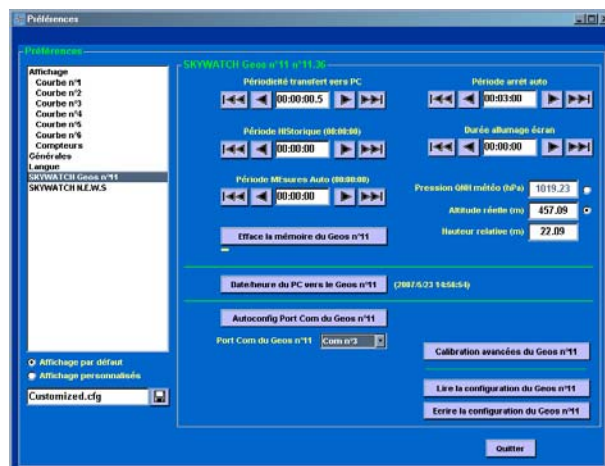 Préférences
Préférences
Affichage
Courbe n°1
Courbe n°2
Courbe n°3
Courbe n°4
Courbe n°5
Courbe n°6
Compteurs
Générales
Langue
SKYWATCH Geos n°11
SKYWATCH N.E.W.S
Affichage par défaut
Affichage personnalisés
Customized.cfg
SKYWATCH Geos n°11 n°11.36
Périodicité transfert vers PC
00:00:00.5
Période arrêt auto
00:03:00
Période HIStorique (00:00:00)
00:00:00
Durée allumage écran
00:00:00
Période MEsures Auto (00:00:00)
00:00:00
Pression QNH météo (hPa) 1019.23
Altitude réelle (m) 457.09
Hauteur relative (m) 22.09
Efface la mémoire du Geos n°11
Date/heure du PC vers le Geos n°11 (2007/5/23 14:56:54)
Autoconfig Port Com du Geos n°11
Port Com du Geos n°11 Com n°3
Calibration avancées du Geos n°11
Lire la configuration du Geos n°11
Ecrire la configuration du Geos n°11
Quitter